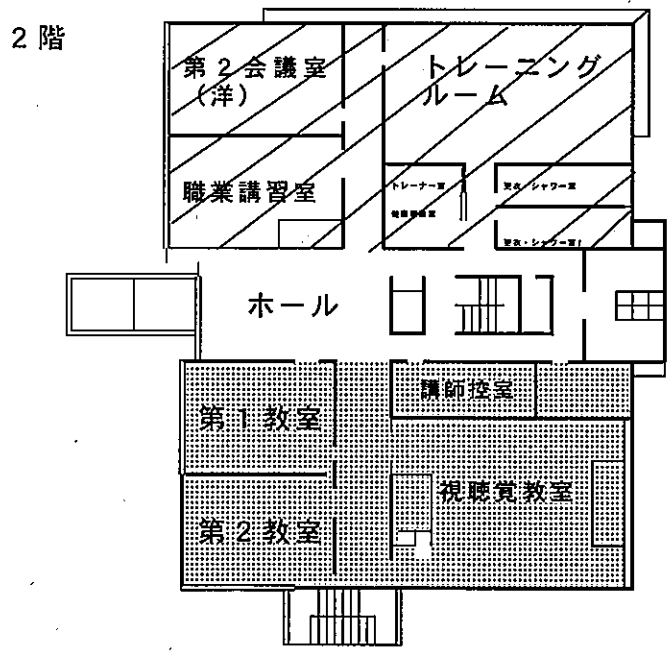 2階
第2会議室
(洋)
トレーニング
ルーム
職業講習室
トレーナー室
更衣・シャワー室
更衣・シャワー室
ホール
講師控室
第1教室
視聴覚教室
第2教室